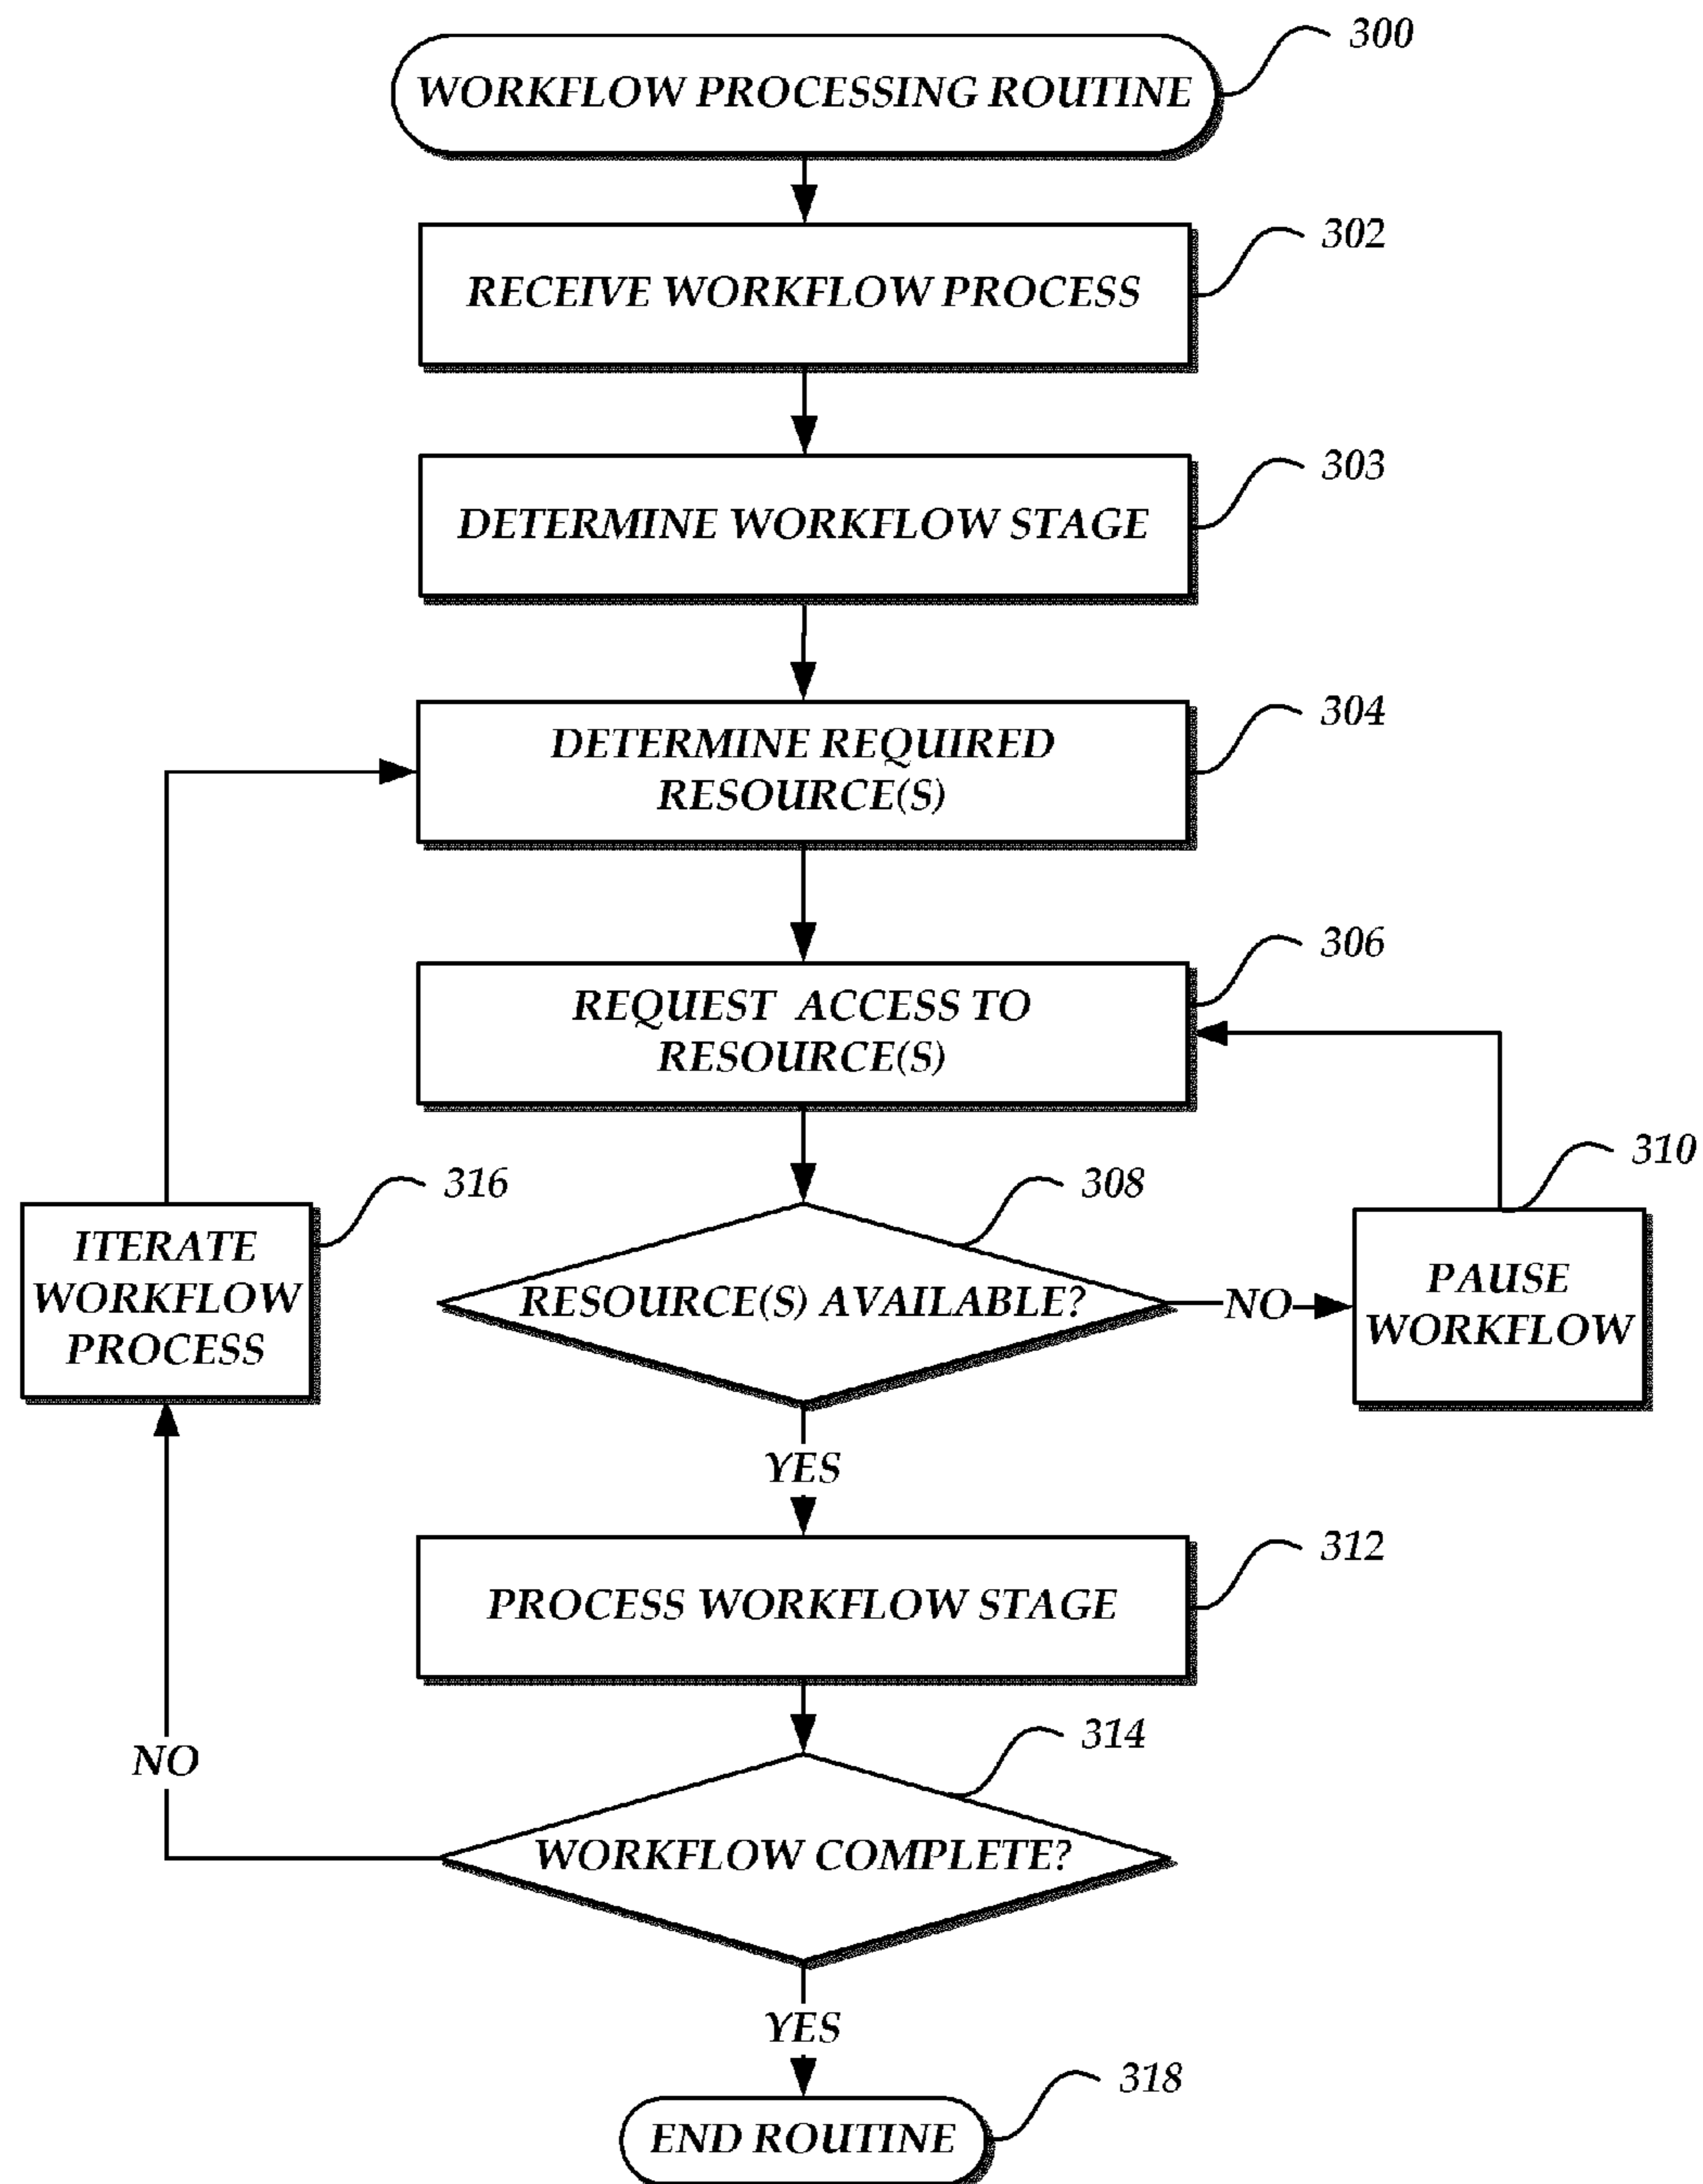 300
WORKFLOW PROCESSING ROUTINE
302
RECEIVE WORKFLOW PROCESS
303
DETERMINE WORKFLOW STAGE
304
DETERMINE REQUIRED
RESOURCE(S)
306
REQUEST ACCESS TO
RESOURCE(S)
310
316
308
ITERATE
WORKFLOW
PROCESS
RESOURCE(S) AVAILABLE?
NO
PAUSE
WORKFLOW
YES
312
PROCESS WORKFLOW STAGE
314
NO
WORKFLOW COMPLETE?
YES
318
END ROUTINE